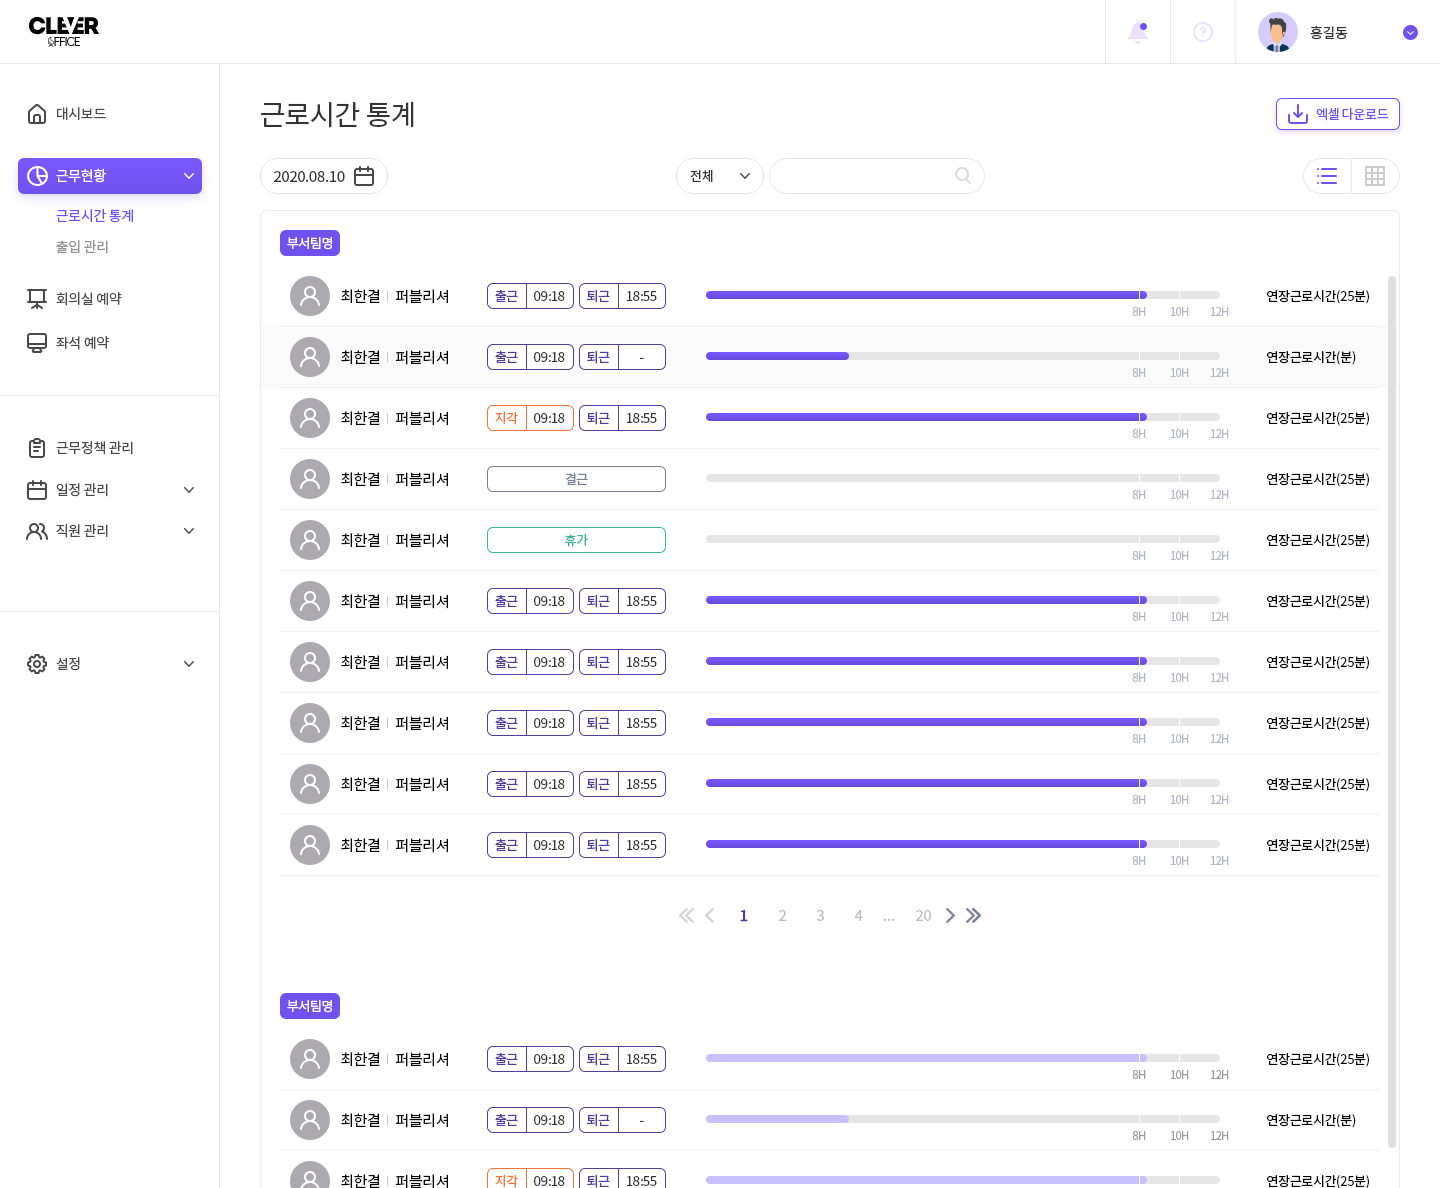 CLEVER
OFFICE
홍길동
대시보드
근무현황
근로시간 통계
출입 관리
회의실 예약
좌석 예약
근무정책 관리
일정 관리
직원 관리
설정
근로시간 통계
엑셀 다운로드
2020.08.10
전체
부서팀명
최한결 퍼블리셔 출근 09:18 퇴근 18:55 연장근로시간(25분)
8H 10H 12H
최한결 퍼블리셔 출근 09:18 퇴근 - 연장근로시간(분)
8H 10H 12H
최한결 퍼블리셔 지각 09:18 퇴근 18:55 연장근로시간(25분)
8H 10H 12H
최한결 퍼블리셔 결근 연장근로시간(25분)
8H 10H 12H
최한결 퍼블리셔 휴가 연장근로시간(25분)
8H 10H 12H
최한결 퍼블리셔 출근 09:18 퇴근 18:55 연장근로시간(25분)
8H 10H 12H
최한결 퍼블리셔 출근 09:18 퇴근 18:55 연장근로시간(25분)
8H 10H 12H
최한결 퍼블리셔 출근 09:18 퇴근 18:55 연장근로시간(25분)
8H 10H 12H
최한결 퍼블리셔 출근 09:18 퇴근 18:55 연장근로시간(25분)
8H 10H 12H
최한결 퍼블리셔 출근 09:18 퇴근 18:55 연장근로시간(25분)
8H 10H 12H
1 2 3 4 ... 20
부서팀명
최한결 퍼블리셔 출근 09:18 퇴근 18:55 연장근로시간(25분)
8H 10H 12H
최한결 퍼블리셔 출근 09:18 퇴근 - 연장근로시간(분)
8H 10H 12H
최한결 퍼블리셔 지각 09:18 퇴근 18:55 연장근로시간(25분)